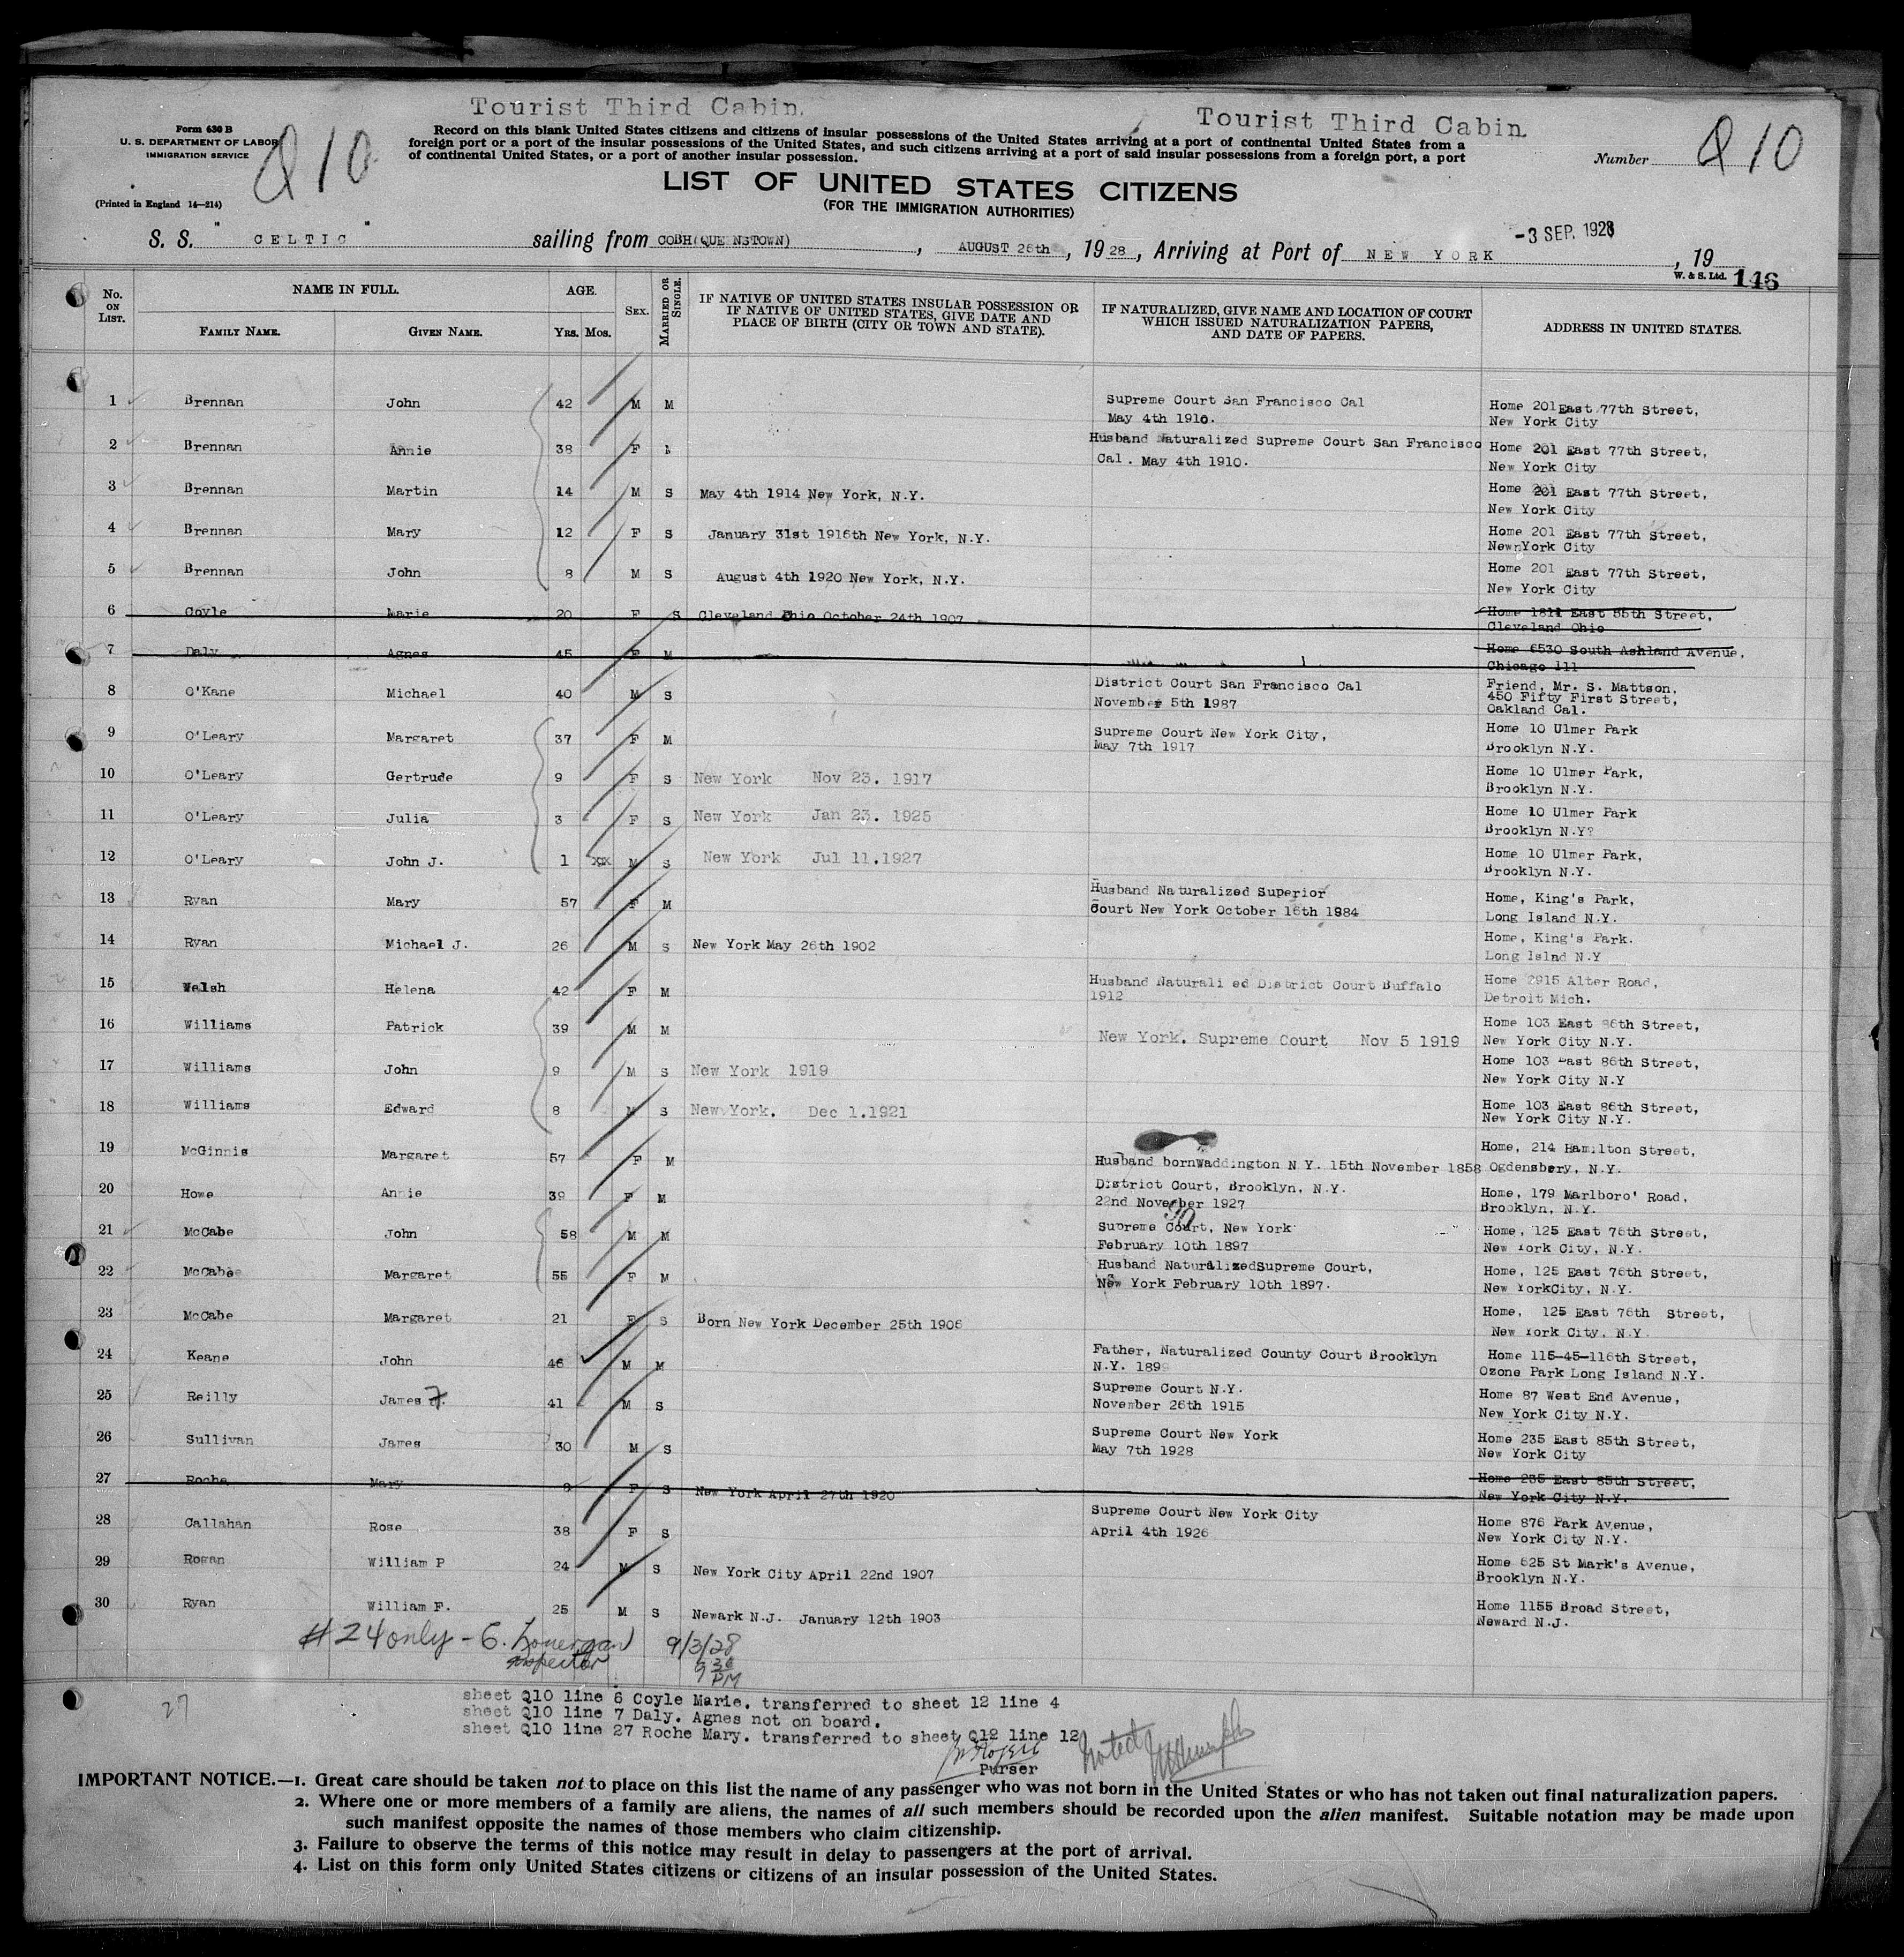 Tourist Third Cabin.
Tourist Third Cabin.
Form 630 B
U. S. DEPARTMENT OF LABOR
IMMIGRATION SERVICE
(Printed in England 14—214)
Q10
Record on this blank United States citizens and citizens of insular possessions of the United States arriving at a port of continental United States from a
foreign port or a port of the insular possessions of the United States, and such citizens arriving at a port of said insular possessions from a foreign port, a port
of continental United States, or a port of another insular possession.
Number Q10
LIST OF UNITED STATES CITIZENS
(FOR THE IMMIGRATION AUTHORITIES)
S. S. "CELTIC" sailing from COBH(QUE NSTOWN), AUGUST 26th, 1928, Arriving at Port of NEW YORK -3 SEP. 1928, 19
W. & S. Ltd. 146
No. ON LIST. NAME IN FULL. FAMILY NAME. GIVEN NAME. AGE. Yrs. Mos. SEX. MARRIED OR SINGLE. IF NATIVE OF UNITED STATES INSULAR POSSESSION OR IF NATIVE OF UNITED STATES, GIVE DATE AND PLACE OF BIRTH (CITY OR TOWN AND STATE). IF NATURALIZED, GIVE NAME AND LOCATION OF COURT WHICH ISSUED NATURALIZATION PAPERS, AND DATE OF PAPERS. ADDRESS IN UNITED STATES.
1 Brennan John 42 M M Supreme Court San Francisco Cal May 4th 1910. Home 201 East 77th Street, New York City
2 Brennan Annie 38 F Husband Naturalized Supreme Court San Francisco Cal. May 4th 1910. Home 201 East 77th Street, New York City
3 Brennan Martin 14 M S May 4th 1914 New York, N.Y. Home 201 East 77th Street, New York City
4 Brennan Mary 12 F S January 31st 1916th New York, N.Y. Home 201 East 77th Street, NewnYork City
5 Brennan John 8 M S August 4th 1920 New York, N.Y. Home 201 East 77th Street, New York City
6 Coyle Marie 20 F S Cleveland Ohio October 24th 1907 Home 1811 East 55th Street, Cleveland Ohio
7 Daly Agnes 45 F M Home 6530 South Ashland Avenue, Chicago 111
8 O'Kane Michael 40 M S District Court San Francisco Cal November 5th 1987 Friend, Mr. S. Mattson, 450 Fifty First Street, Oakland Cal.
9 O'Leary Margaret 37 F M Supreme Court New York City, May 7th 1917 Home 10 Ulmer Park Brooklyn N.Y.
10 O'Leary Gertrude 9 F S New York Nov 23. 1917 Home 10 Ulmer Park, Brooklyn N.Y.
11 O'Leary Julia 3 F S New York Jan 23. 1925 Home 10 Ulmer Park Brooklyn N.Y?
12 O'Leary John J. 1 xx M S New York Jul 11.1927 Home 10 Ulmer Park, Brooklyn N.Y.
13 Ryan Mary 57 F M Husband Naturalized Superior Court New York October 16th 1884 Home, King's Park, Long Island N.Y.
14 Ryan Michael J. 26 M S New York May 26th 1902 Home, King's Park. Long Islnd N.Y
15 Welsh Helena 42 F M Husband Naturali ed District Court Buffalo 1912 Home 2915 Alter Road, Detroit Mich.
16 Williams Patrick 39 M M New York. Supreme Court Nov 5 1919 Home 103 East 86th Street, New York City N.Y.
17 Williams John 9 M S New York 1919 Home 103 East 86th Street, New York City N.Y
18 Williams Edward 8 M S New York. Dec 1.1921 Home 103 East 86th Street, New York City N.Y.
19 McGinnis Margaret 57 F M Husband bornWaddington N.Y. 15th November 1858 Home, 214 Hamilton Street, Ogdensbery, N.Y.
20 Howe Annie 39 F M District Court, Brooklyn, N.Y. 22nd November 1927 Home, 179 Marlboro' Road, Brooklyn, N.Y.
21 McCabe John 58 M M Supreme Court, New York February 10th 1897 Home, 125 East 76th Street, New York City, N.Y.
22 McCabe Margaret 55 F M Husband NaturalizedSupreme Court, New York February 10th 1897. Home, 125 East 76th Street, New YorkCity, N.Y.
23 McCabe Margaret 21 F S Born New York December 25th 1906 Home, 125 East 76th Street, New York City, N.Y.
24 Keane John 46 M M Father, Naturalized County Court Brooklyn N.Y. 1899 Home 115-45-116th Street, Ozone Park Long Island N.Y.
25 Reilly James F. 41 M S Supreme Court N.Y. November 26th 1915 Home 87 West End Avenue, New York City N.Y.
26 Sullivan James 30 M S Supreme Court New York May 7th 1928 Home 235 East 85th Street, New York City
27 Roche Mary 8 F S New York April 27th 1920 Home 235 East 85th Street, New York City N.Y.
28 Callahan Rose 38 F S Supreme Court New York City April 4th 1926 Home 876 Park Avenue, New York City N.Y.
29 Rogan William P 24 M S New York City April 22nd 1907 Home 625 St Mark's Avenue, Brooklyn N.Y.
30 Ryan William F. 25 M S Newark N.J. January 12th 1903 Home 1155 Broad Street, Neward N.J.
#24 only - G. Lonergan 9/3/28
Inspector 9 30 PM
27
sheet Q10 line 6 Coyle Marie. transferred to sheet 12 line 4
sheet Q10 line 7 Daly. Agnes not on board.
sheet Q10 line 27 Roche Mary. transferred to sheet Q12 line 12
Noted
Purser
IMPORTANT NOTICE.—1. Great care should be taken not to place on this list the name of any passenger who was not born in the United States or who has not taken out final naturalization papers.
2. Where one or more members of a family are aliens, the names of all such members should be recorded upon the alien manifest. Suitable notation may be made upon
such manifest opposite the names of those members who claim citizenship.
3. Failure to observe the terms of this notice may result in delay to passengers at the port of arrival.
4. List on this form only United States citizens or citizens of an insular possession of the United States.